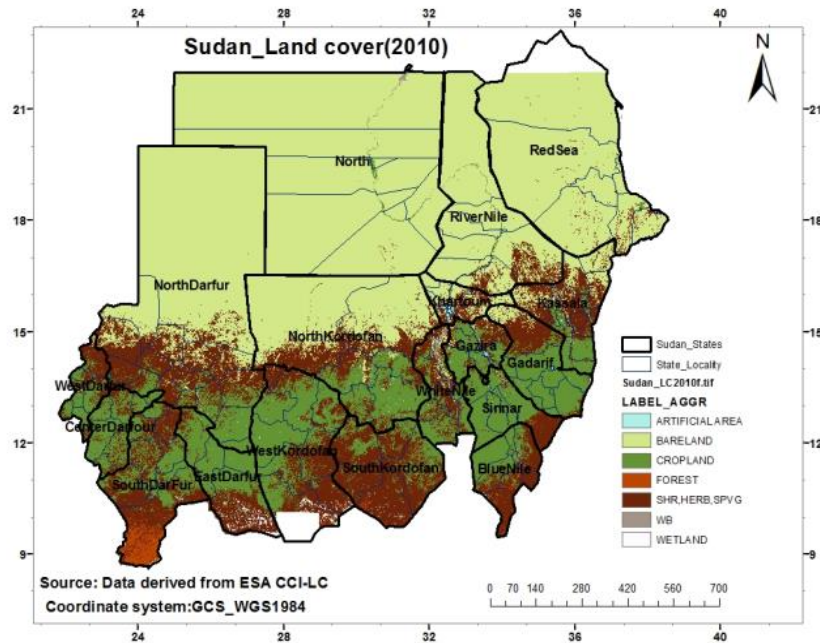 Sudan_Land cover(2010)
24 28 32 36 40
N
21 21
RedSea
North
18 18
RiverNile
NorthDarfur
Khartoum Kassala
15 15
NorthKordofan
Gazira
Gadarif
WestDarfur
WhiteNile
Sinnar
CenterDarfour
12 12
WestKordofan
SouthKordofan
BlueNile
EastDarfur
SouthDarFur
9 9
Sudan_States
State_Locality
Sudan_LC2010f.tif
LABEL_AGGR
ARTIFICIAL AREA
BARELAND
CROPLAND
FOREST
SHR,HERB,SPVG
WB
WETLAND
Source: Data derived from ESA CCI-LC
Coordinate system:GCS_WGS1984
0 70 140 280 420 560 700
24 28 32 36 40